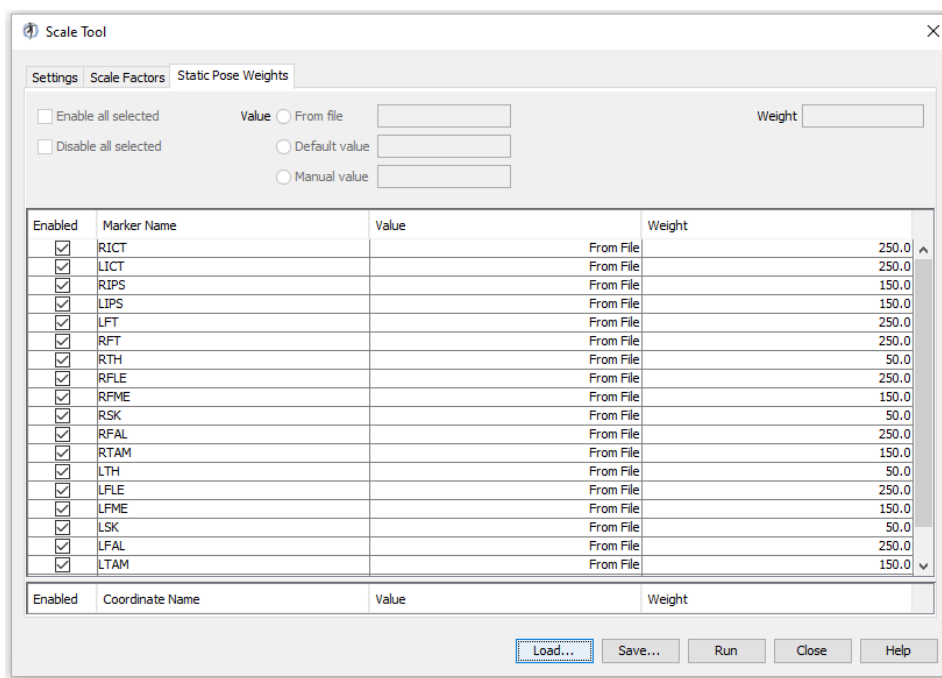 Scale Tool
Settings Scale Factors Static Pose Weights
Enable all selected Value From file Weight
Disable all selected Default value
Manual value
Enabled Marker Name Value Weight
RICT From File 250.0
LICT From File 250.0
RIPS From File 150.0
LIPS From File 150.0
LFT From File 250.0
RFT From File 250.0
RTH From File 50.0
RFLE From File 250.0
RFME From File 150.0
RSK From File 50.0
RFAL From File 250.0
RTAM From File 150.0
LTH From File 50.0
LFLE From File 250.0
LFME From File 150.0
LSK From File 50.0
LFAL From File 250.0
LTAM From File 150.0
Enabled Coordinate Name Value Weight
Load... Save... Run Close Help